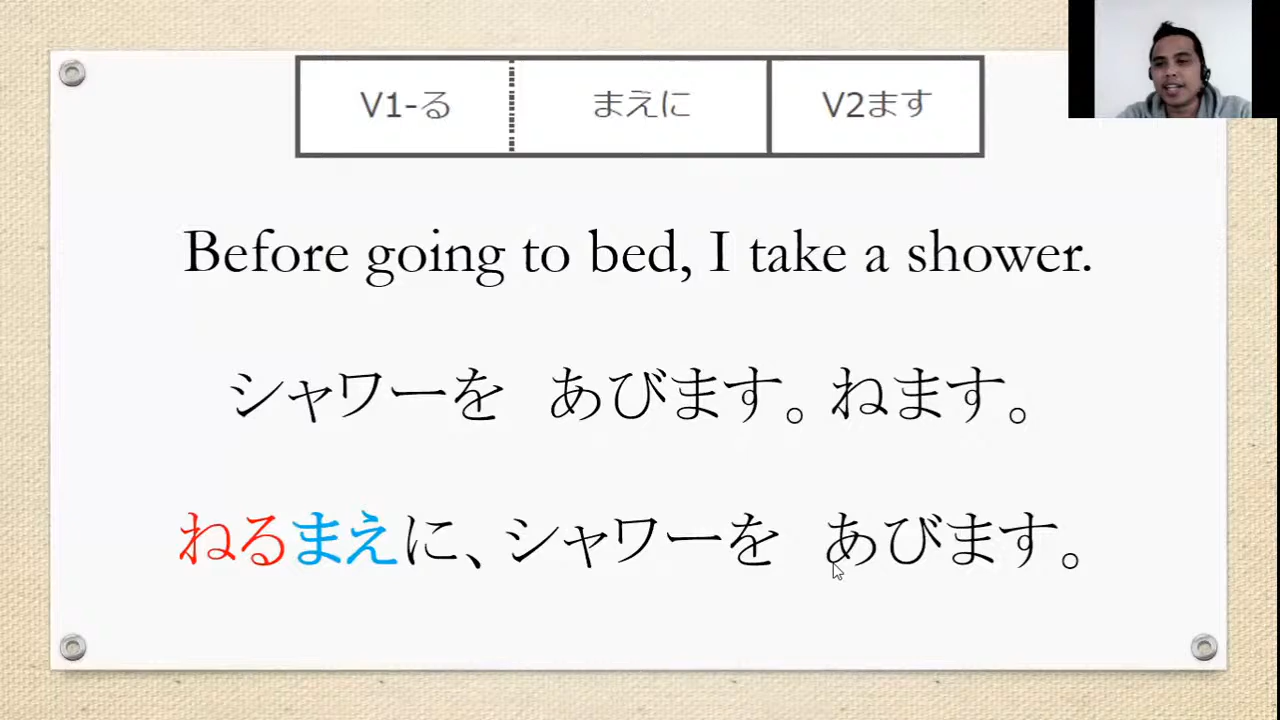 V1-る まえに V2ます
Before going to bed, I take a shower.
シャワーを あびます。ねます。
ねるまえに、シャワーを あびます。